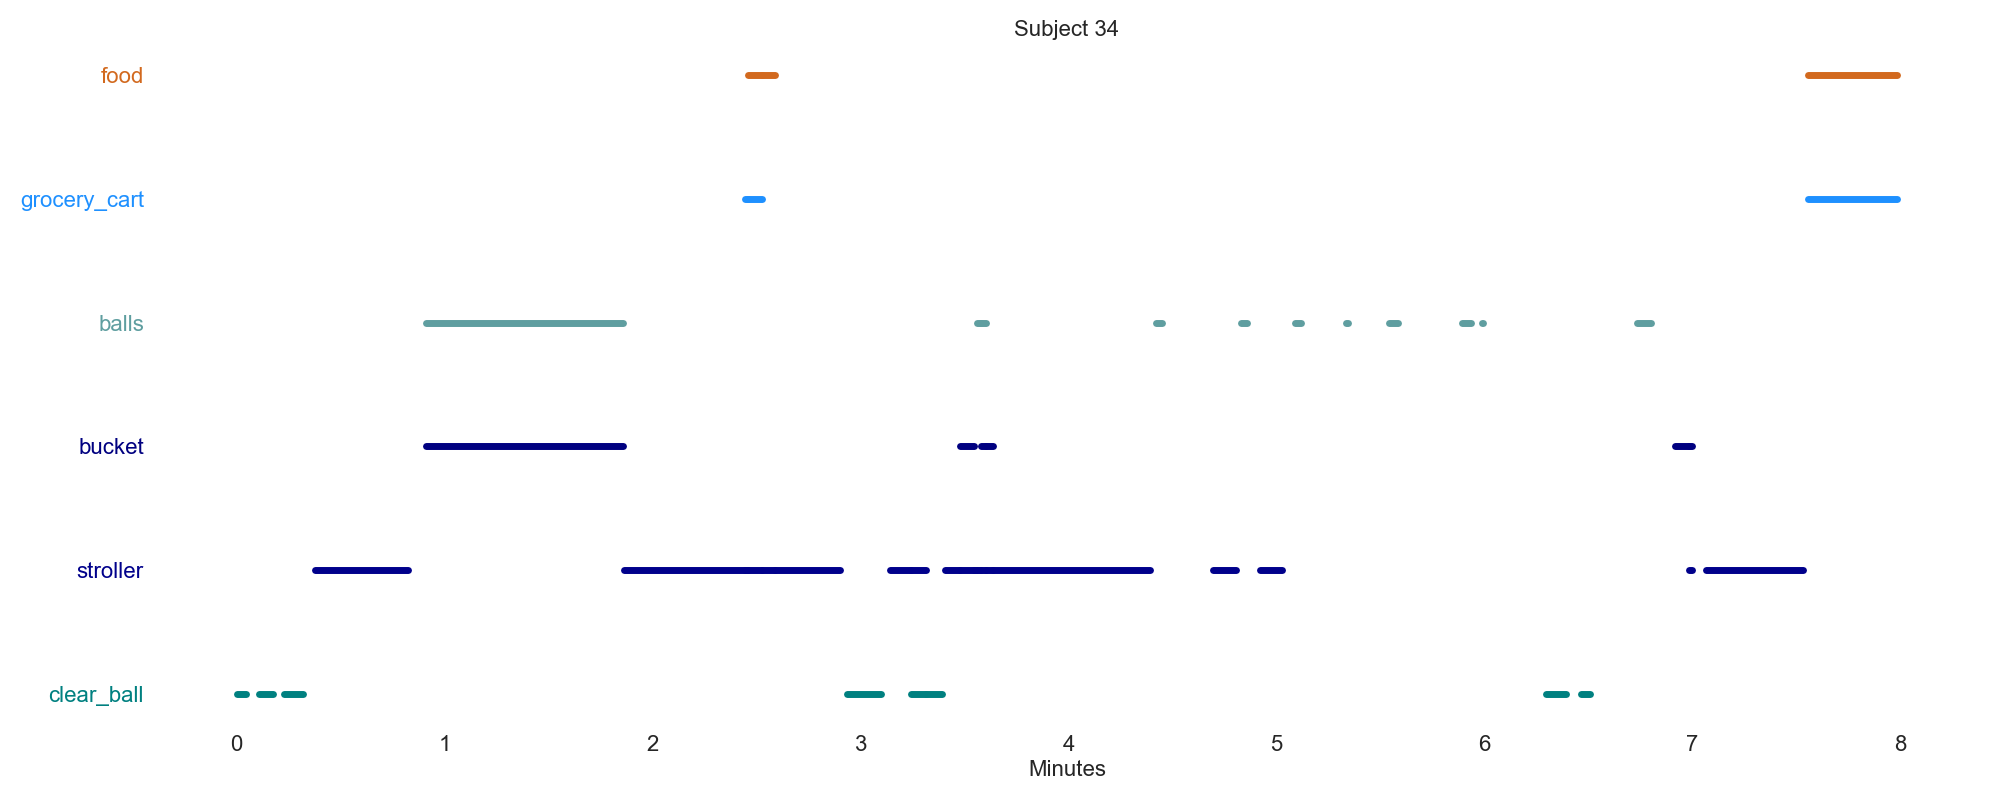 Subject 34
food
grocery_cart
balls
bucket
stroller
clear_ball
0 1 2 3 4 5 6 7 8
Minutes